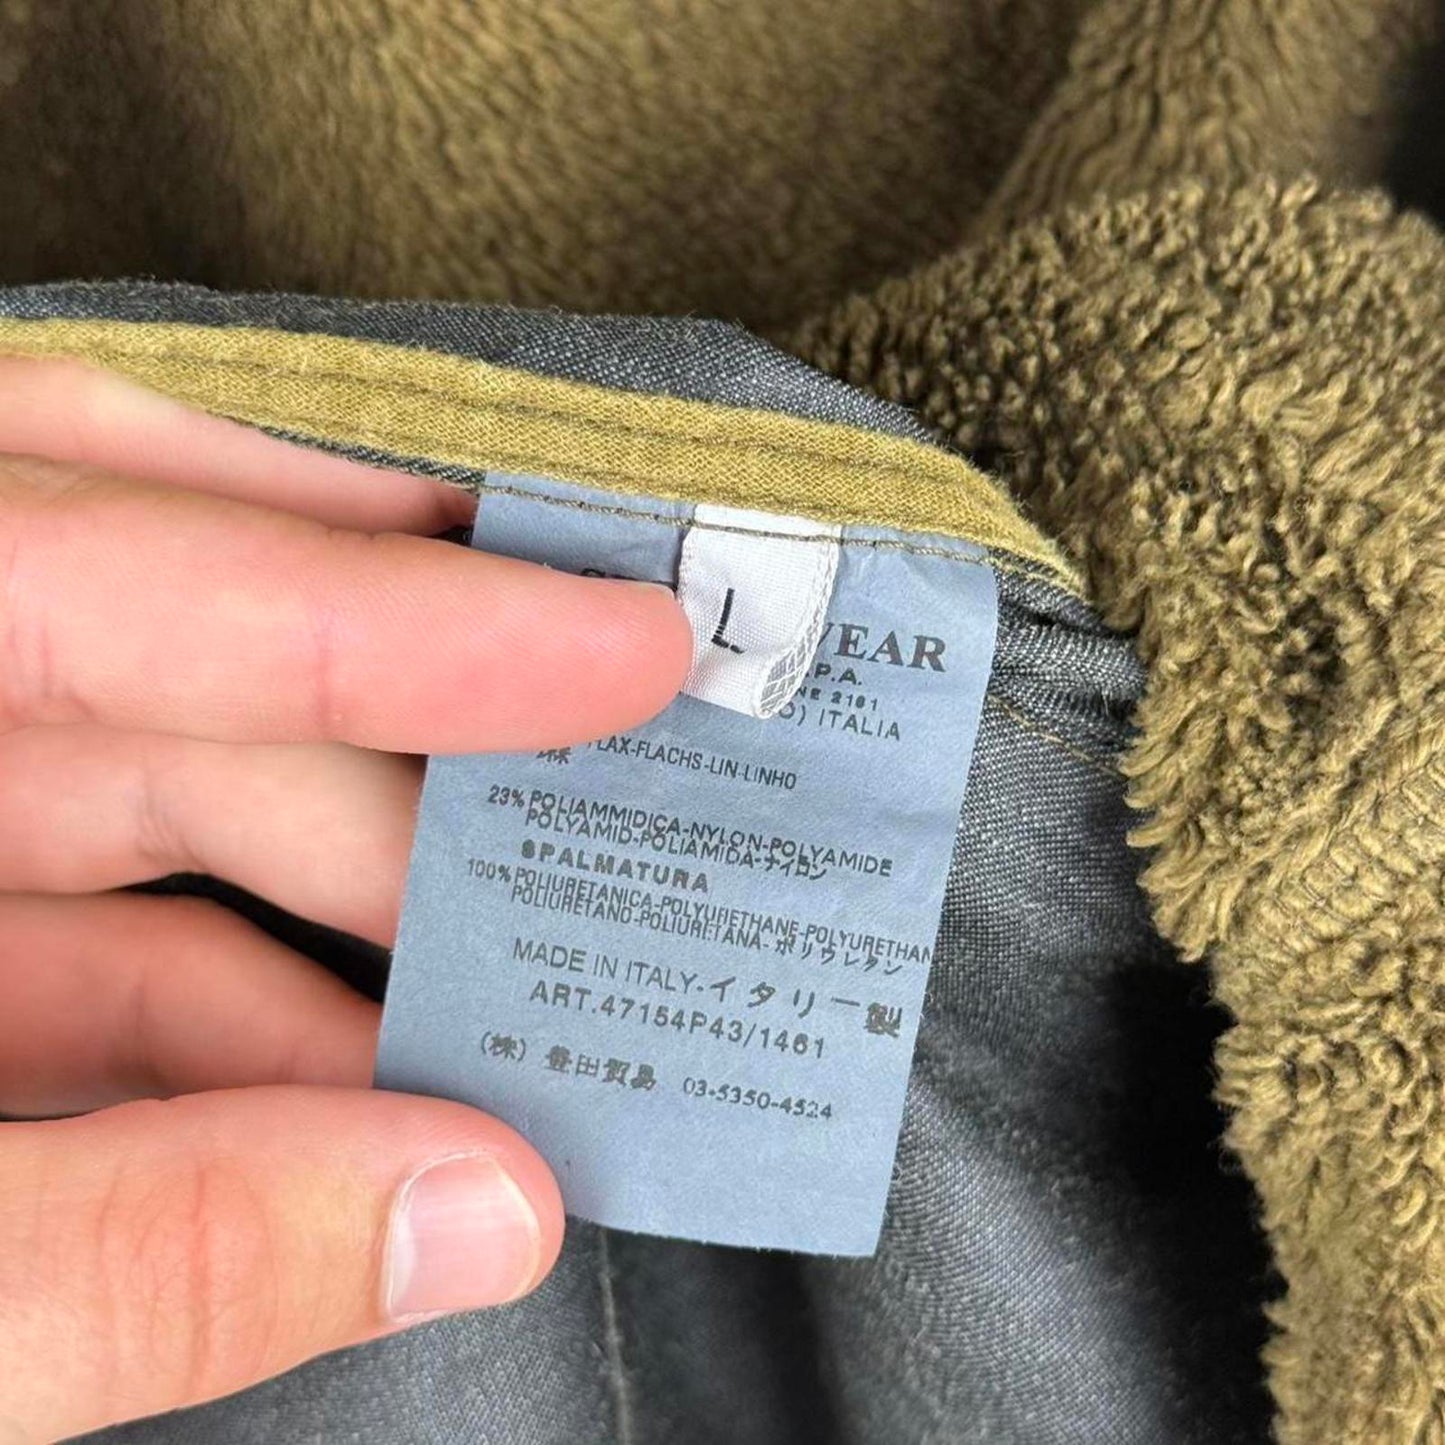 L
WEAR
P.A.
NE 2161
O) ITALIA
麻 FLAX-FLACHS-LIN-LINHO
23% POLIAMMIDICA-NYLON-POLYAMIDE
POLYAMID-POLIAMIDA-ナイロン
SPALMATURA
100% POLIURETANICA-POLYURETHANE-POLYURETHAN
POLIURETANO-POLIURETANA-ポリウレタン
MADE IN ITALY-イタリー製
ART.47154P43/1461
(株) 豊田貿易 03-5350-4524